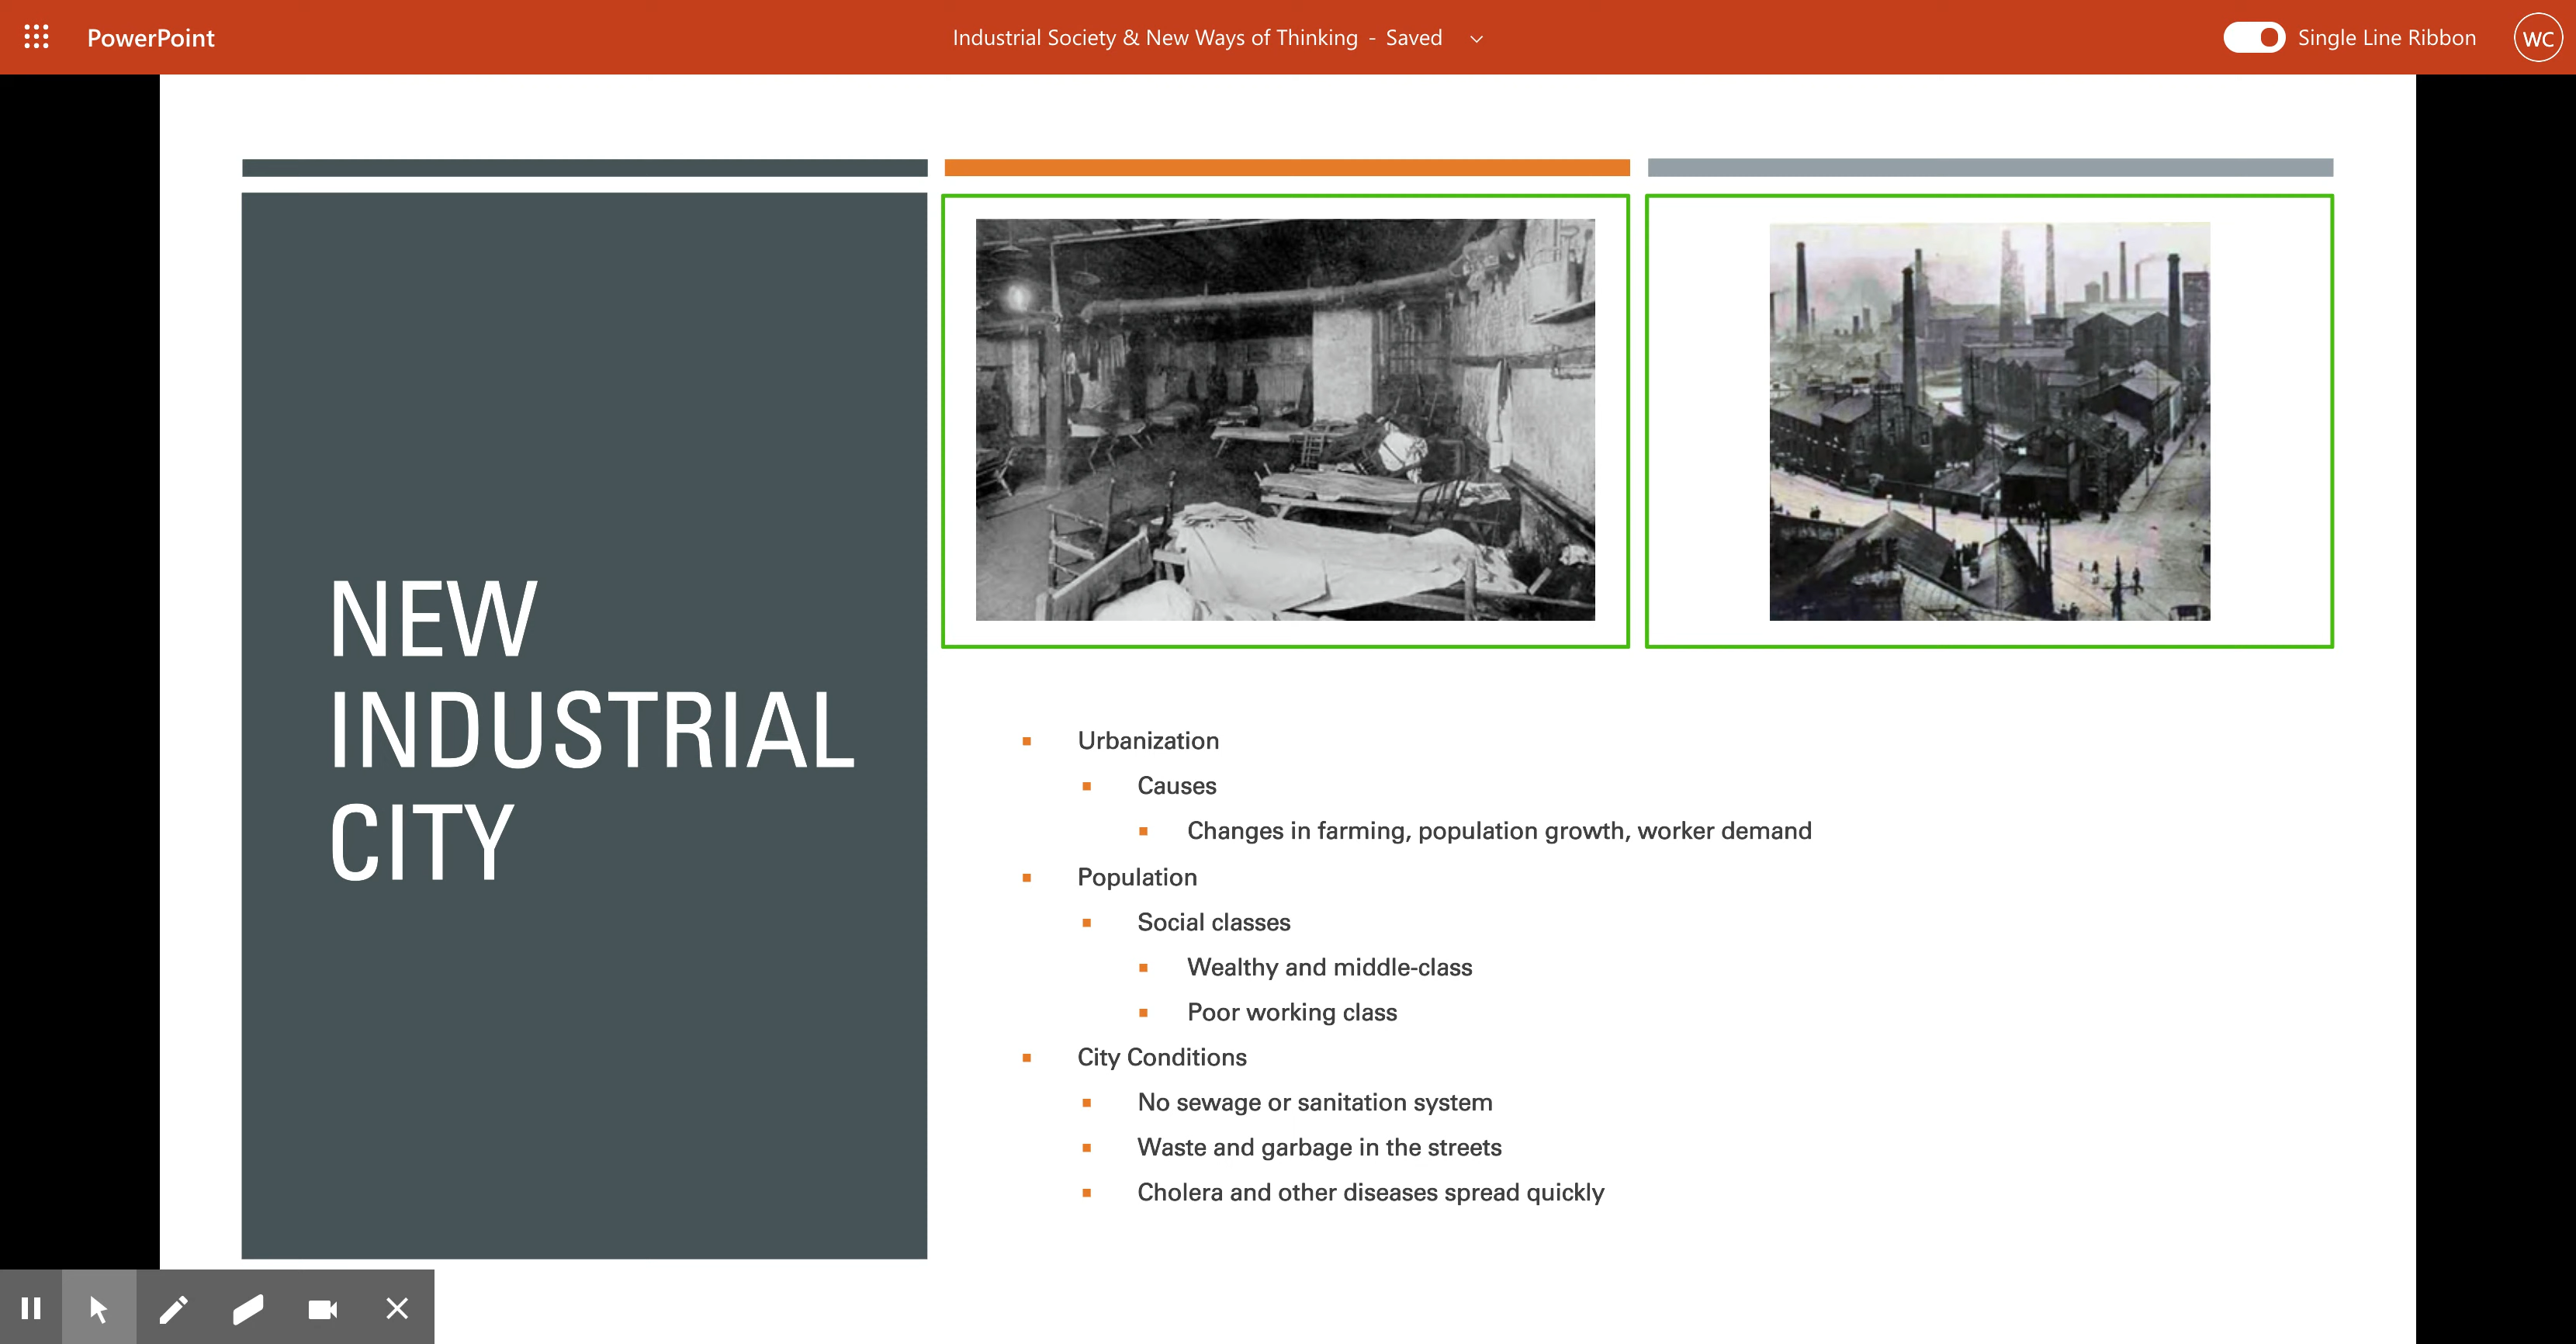 PowerPoint
Industrial Society & New Ways of Thinking - Saved
Single Line Ribbon
WC
NEW
INDUSTRIAL
CITY
Urbanization
Causes
Changes in farming, population growth, worker demand
Population
Social classes
Wealthy and middle-class
Poor working class
City Conditions
No sewage or sanitation system
Waste and garbage in the streets
Cholera and other diseases spread quickly